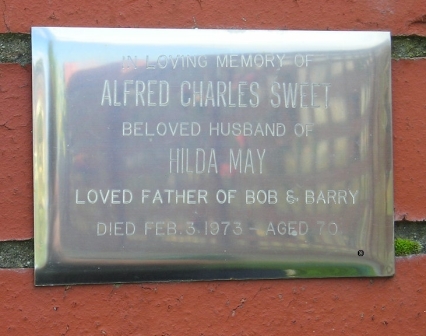 IN LOVING MEMORY OF
ALFRED CHARLES SWEET
BELOVED HUSBAND OF
HILDA MAY
LOVED FATHER OF BOB & BARRY
DIED FEB. 3. 1973 - AGED 70